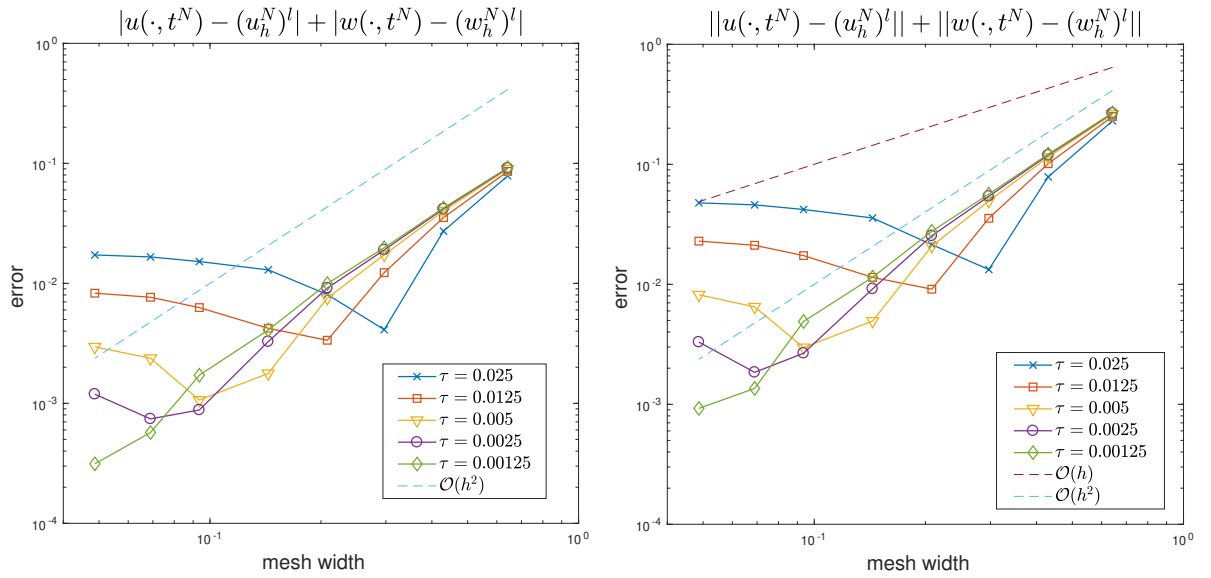 |u(·, t^N) − (u_h^N)^l| + |w(·, t^N) − (w_h^N)^l|
10^0
10^-1
10^-2
10^-3
10^-4
error
10^-1
10^0
mesh width
τ = 0.025
τ = 0.0125
τ = 0.005
τ = 0.0025
τ = 0.00125
O(h^2)
||u(·, t^N) − (u_h^N)^l|| + ||w(·, t^N) − (w_h^N)^l||
10^0
10^-1
10^-2
10^-3
10^-4
error
10^-1
10^0
mesh width
τ = 0.025
τ = 0.0125
τ = 0.005
τ = 0.0025
τ = 0.00125
O(h)
O(h^2)